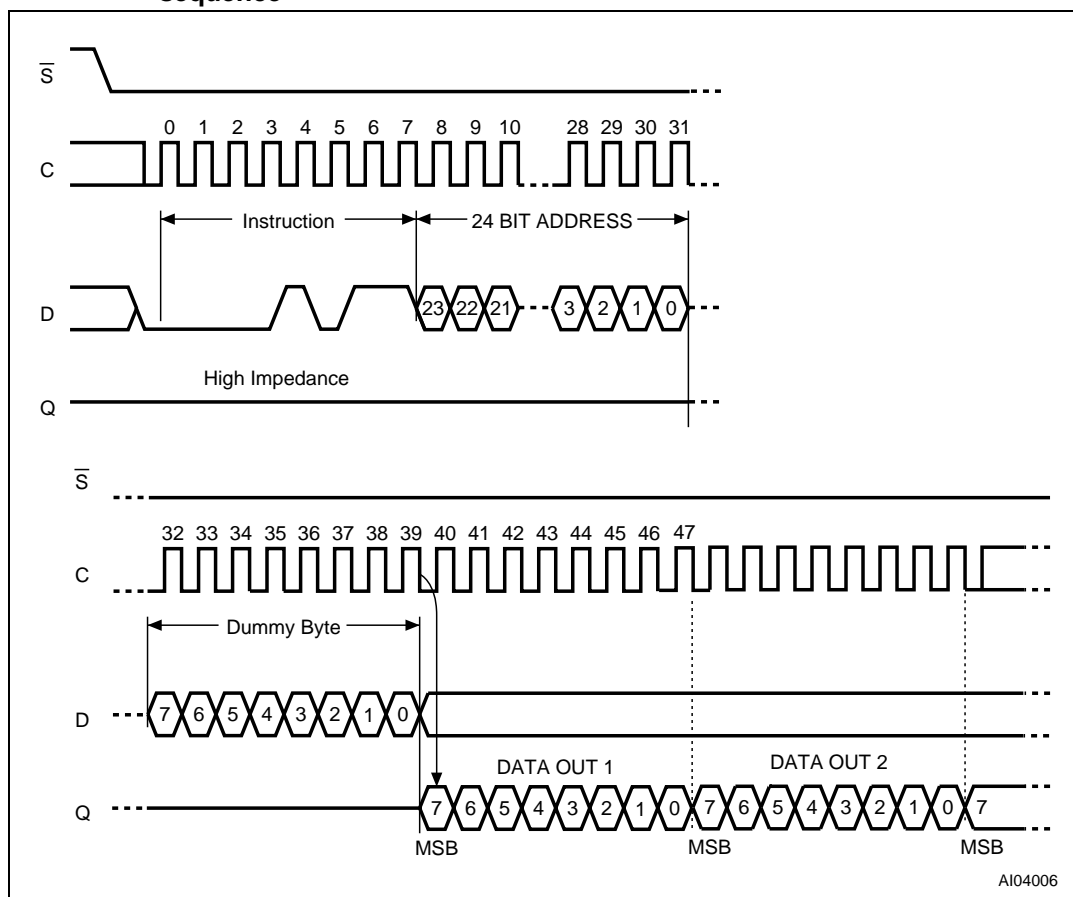 sequence
S
0 1 2 3 4 5 6 7 8 9 10 28 29 30 31
C
Instruction 24 BIT ADDRESS
D 23 22 21 3 2 1 0
High Impedance
Q
S
32 33 34 35 36 37 38 39 40 41 42 43 44 45 46 47
C
Dummy Byte
D 7 6 5 4 3 2 1 0
DATA OUT 1 DATA OUT 2
Q 7 6 5 4 3 2 1 0 7 6 5 4 3 2 1 0 7
MSB MSB MSB
AI04006